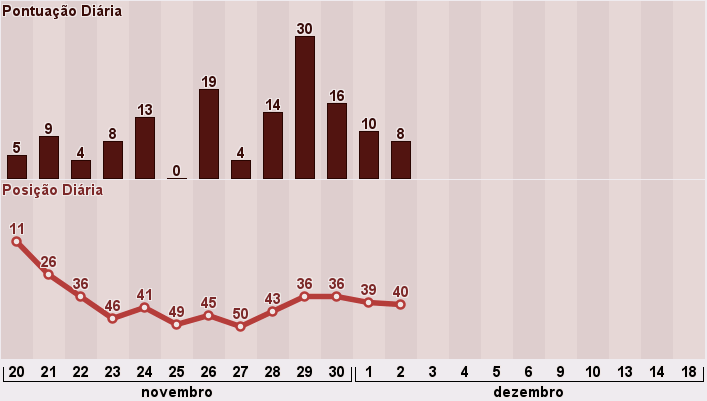 Pontuação Diária
5 9 4 8 13 0 19 4 14 30 16 10 8
Posição Diária
11 26 36 46 41 49 45 50 43 36 36 39 40
20 21 22 23 24 25 26 27 28 29 30 1 2 3 4 5 6 9 10 13 14 18
novembro dezembro